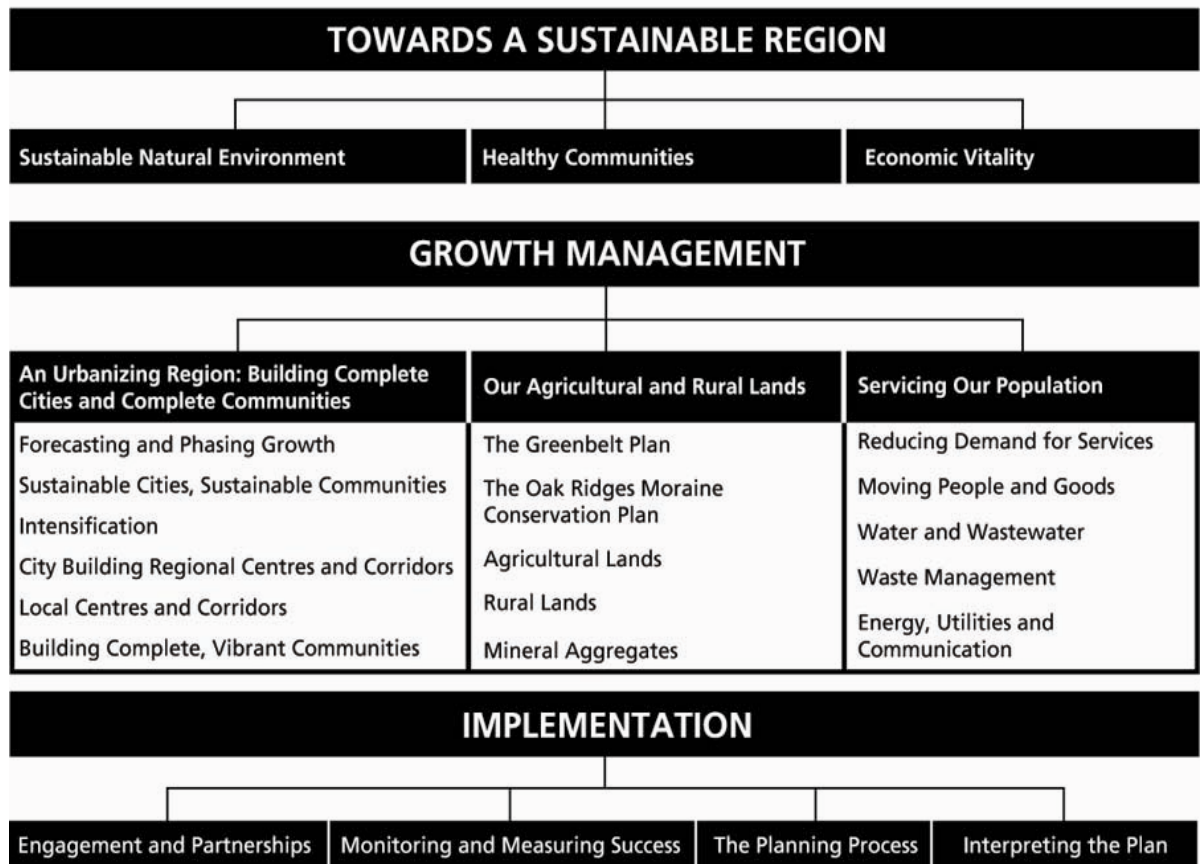 TOWARDS A SUSTAINABLE REGION
Sustainable Natural Environment
Healthy Communities
Economic Vitality
GROWTH MANAGEMENT
An Urbanizing Region: Building Complete
Cities and Complete Communities
Forecasting and Phasing Growth
Sustainable Cities, Sustainable Communities
Intensification
City Building Regional Centres and Corridors
Local Centres and Corridors
Building Complete, Vibrant Communities
Our Agricultural and Rural Lands
The Greenbelt Plan
The Oak Ridges Moraine
Conservation Plan
Agricultural Lands
Rural Lands
Mineral Aggregates
Servicing Our Population
Reducing Demand for Services
Moving People and Goods
Water and Wastewater
Waste Management
Energy, Utilities and
Communication
IMPLEMENTATION
Engagement and Partnerships
Monitoring and Measuring Success
The Planning Process
Interpreting the Plan